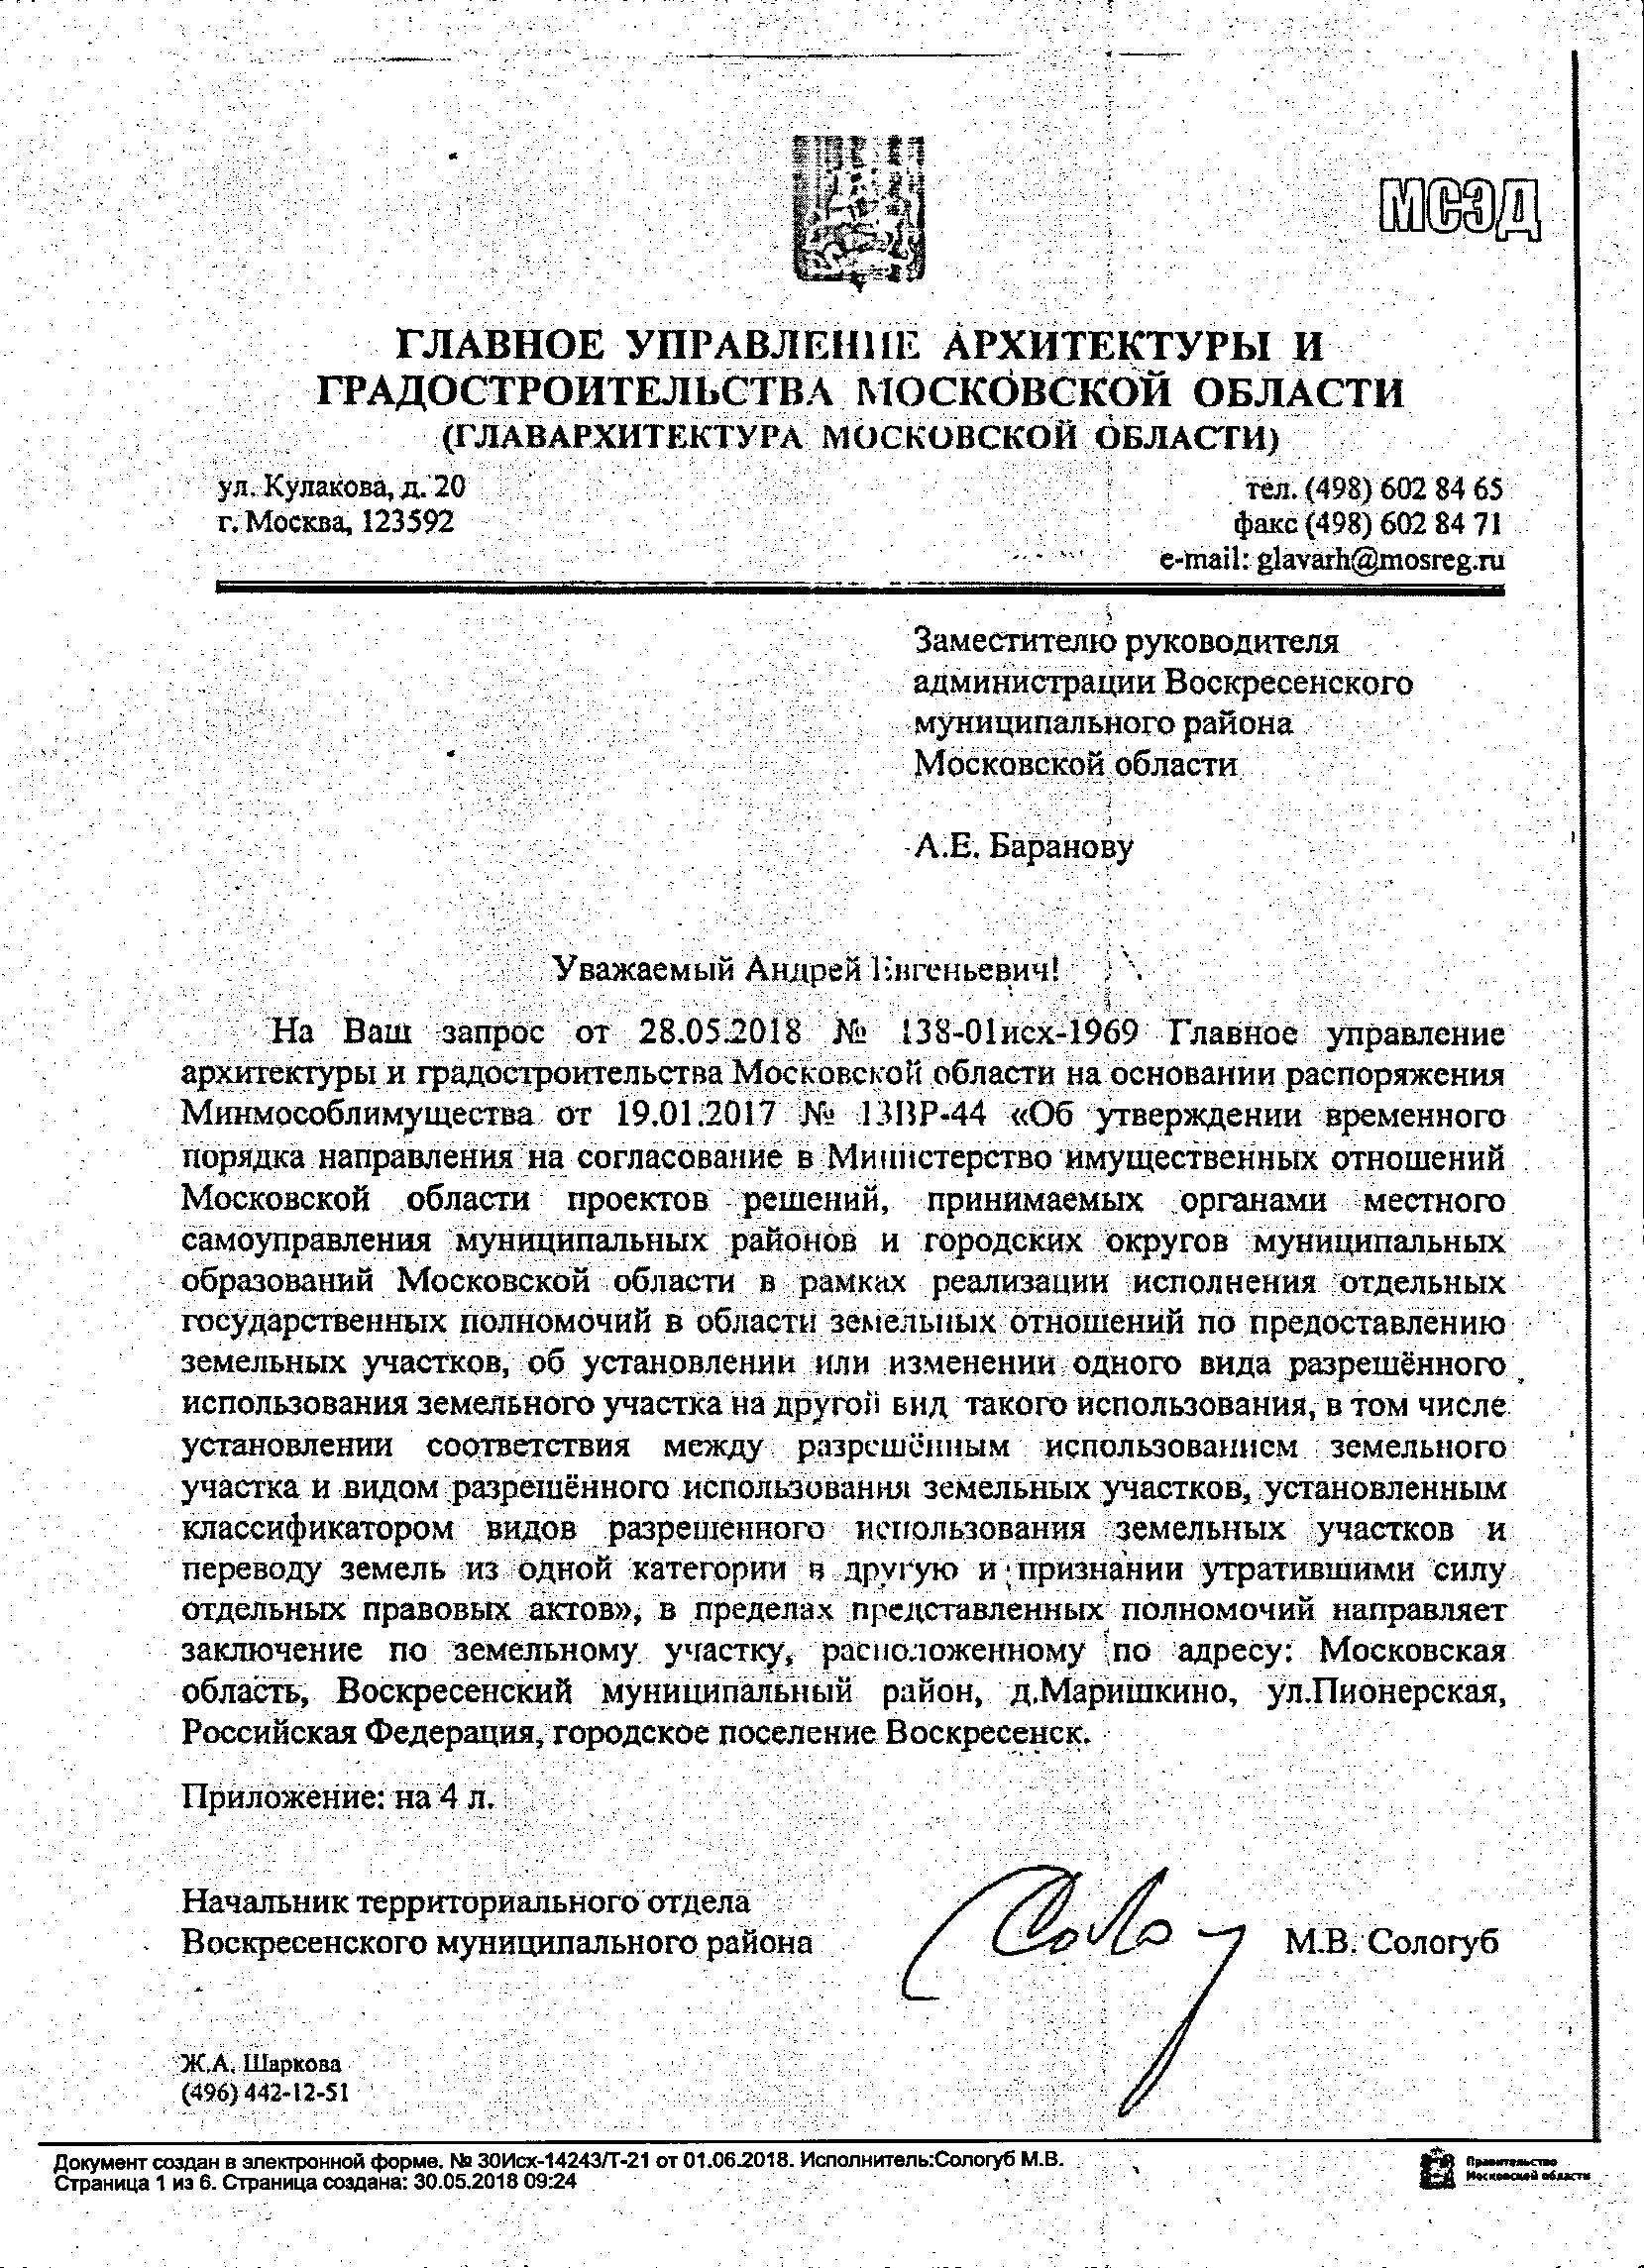 МСЭД
ГЛАВНОЕ УПРАВЛЕНИЕ АРХИТЕКТУРЫ И
ГРАДОСТРОИТЕЛЬСТВА МОСКОВСКОЙ ОБЛАСТИ
(ГЛАВАРХИТЕКТУРА МОСКОВСКОЙ ОБЛАСТИ)
ул. Кулакова, д. 20
тел. (498) 602 84 65
г. Москва, 123592
факс (498) 602 84 71
e-mail: glavarh@mosreg.ru
Заместителю руководителя
администрации Воскресенского
муниципального района
Московской области
А.Е. Баранову
Уважаемый Андрей Евгеньевич!
На Ваш запрос от 28.05.2018 № 138-01исх-1969 Главное управление
архитектуры и градостроительства Московской области на основании распоряжения
Минмособлимущества от 19.01.2017 № 13ВР-44 «Об утверждении временного
порядка направления на согласование в Министерство имущественных отношений
Московской области проектов решений, принимаемых органами местного
самоуправления муниципальных районов и городских округов муниципальных
образований Московской области в рамках реализации исполнения отдельных
государственных полномочий в области земельных отношений по предоставлению
земельных участков, об установлении или изменении одного вида разрешённого
использования земельного участка на другой вид такого использования, в том числе
установлении соответствия между разрешённым использованием земельного
участка и видом разрешённого использования земельных участков, установленным
классификатором видов разрешенного использования земельных участков и
переводу земель из одной категории в другую и признании утратившими силу
отдельных правовых актов», в пределах представленных полномочий направляет
заключение по земельному участку, расположенному по адресу: Московская
область, Воскресенский муниципальный район, д.Маришкино, ул.Пионерская,
Российская Федерация, городское поселение Воскресенск.
Приложение: на 4 л.
Начальник территориального отдела
Воскресенского муниципального района
М.В. Сологуб
Ж.А. Шаркова
(496) 442-12-51
Документ создан в электронной форме. № 30Исх-14243/Т-21 от 01.06.2018. Исполнитель:Сологуб М.В.
Страница 1 из 6. Страница создана: 30.05.2018 09:24
Правительство
Московской области